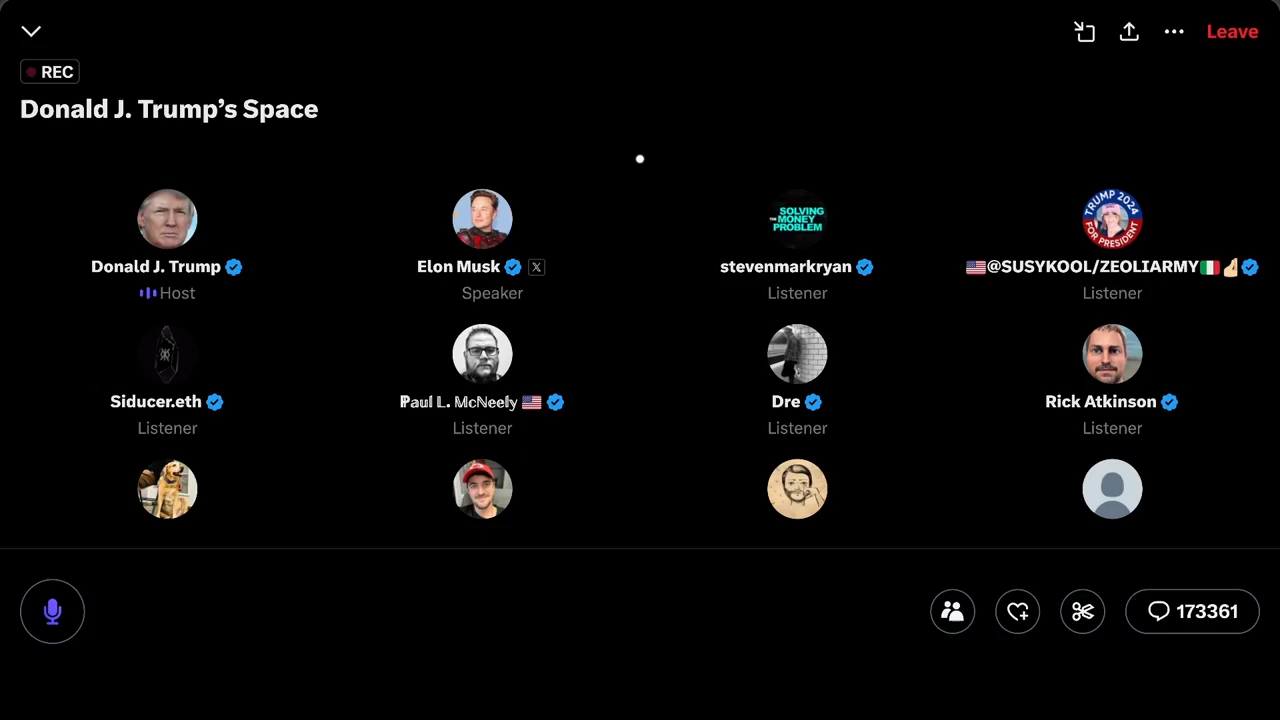 Leave
REC
Donald J. Trump’s Space
SOLVING
THE MONEY
PROBLEM
TRUMP 2024
FOR PRESIDENT
Donald J. Trump
Elon Musk
stevenmarkryan
🇺🇸@SUSYKOOL/ZEOLIARMY🇮🇹🤌🏻
Host
Speaker
Listener
Listener
Siducer.eth
ℙ𝕒𝕦𝕝 𝕃. 𝕄𝕔ℕ𝕖𝕖𝕝𝕪 🇺🇸
Dre
Rick Atkinson
Listener
Listener
Listener
Listener
173361